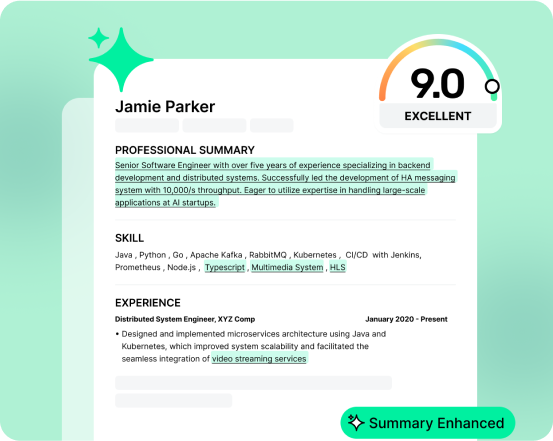 9.0
EXCELLENT
Jamie Parker
PROFESSIONAL SUMMARY
Senior Software Engineer with over five years of experience specializing in backend
development and distributed systems. Successfully led the development of HA messaging
system with 10,000/s throughput. Eager to utilize expertise in handling large-scale
applications at AI startups.
SKILL
Java , Python , Go , Apache Kafka , RabbitMQ , Kubernetes , CI/CD with Jenkins,
Prometheus , Node.js , Typescript , Multimedia System , HLS
EXPERIENCE
Distributed System Engineer, XYZ Comp January 2020 - Present
• Designed and implemented microservices architecture using Java and
Kubernetes, which improved system scalability and facilitated the
seamless integration of video streaming services
Summary Enhanced